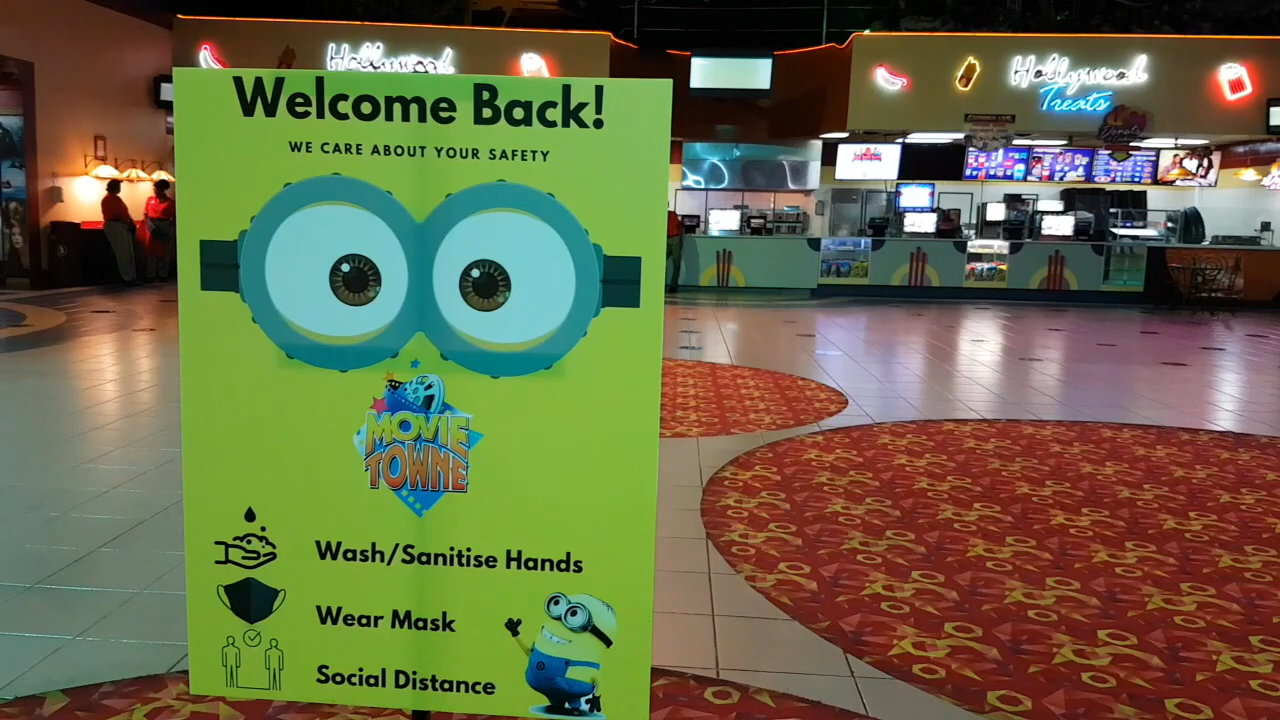 Welcome Back!
WE CARE ABOUT YOUR SAFETY
MOVIE
TOWNE
Wash/Sanitise Hands
Wear Mask
Social Distance
Hollywood
Hollywood
Treats